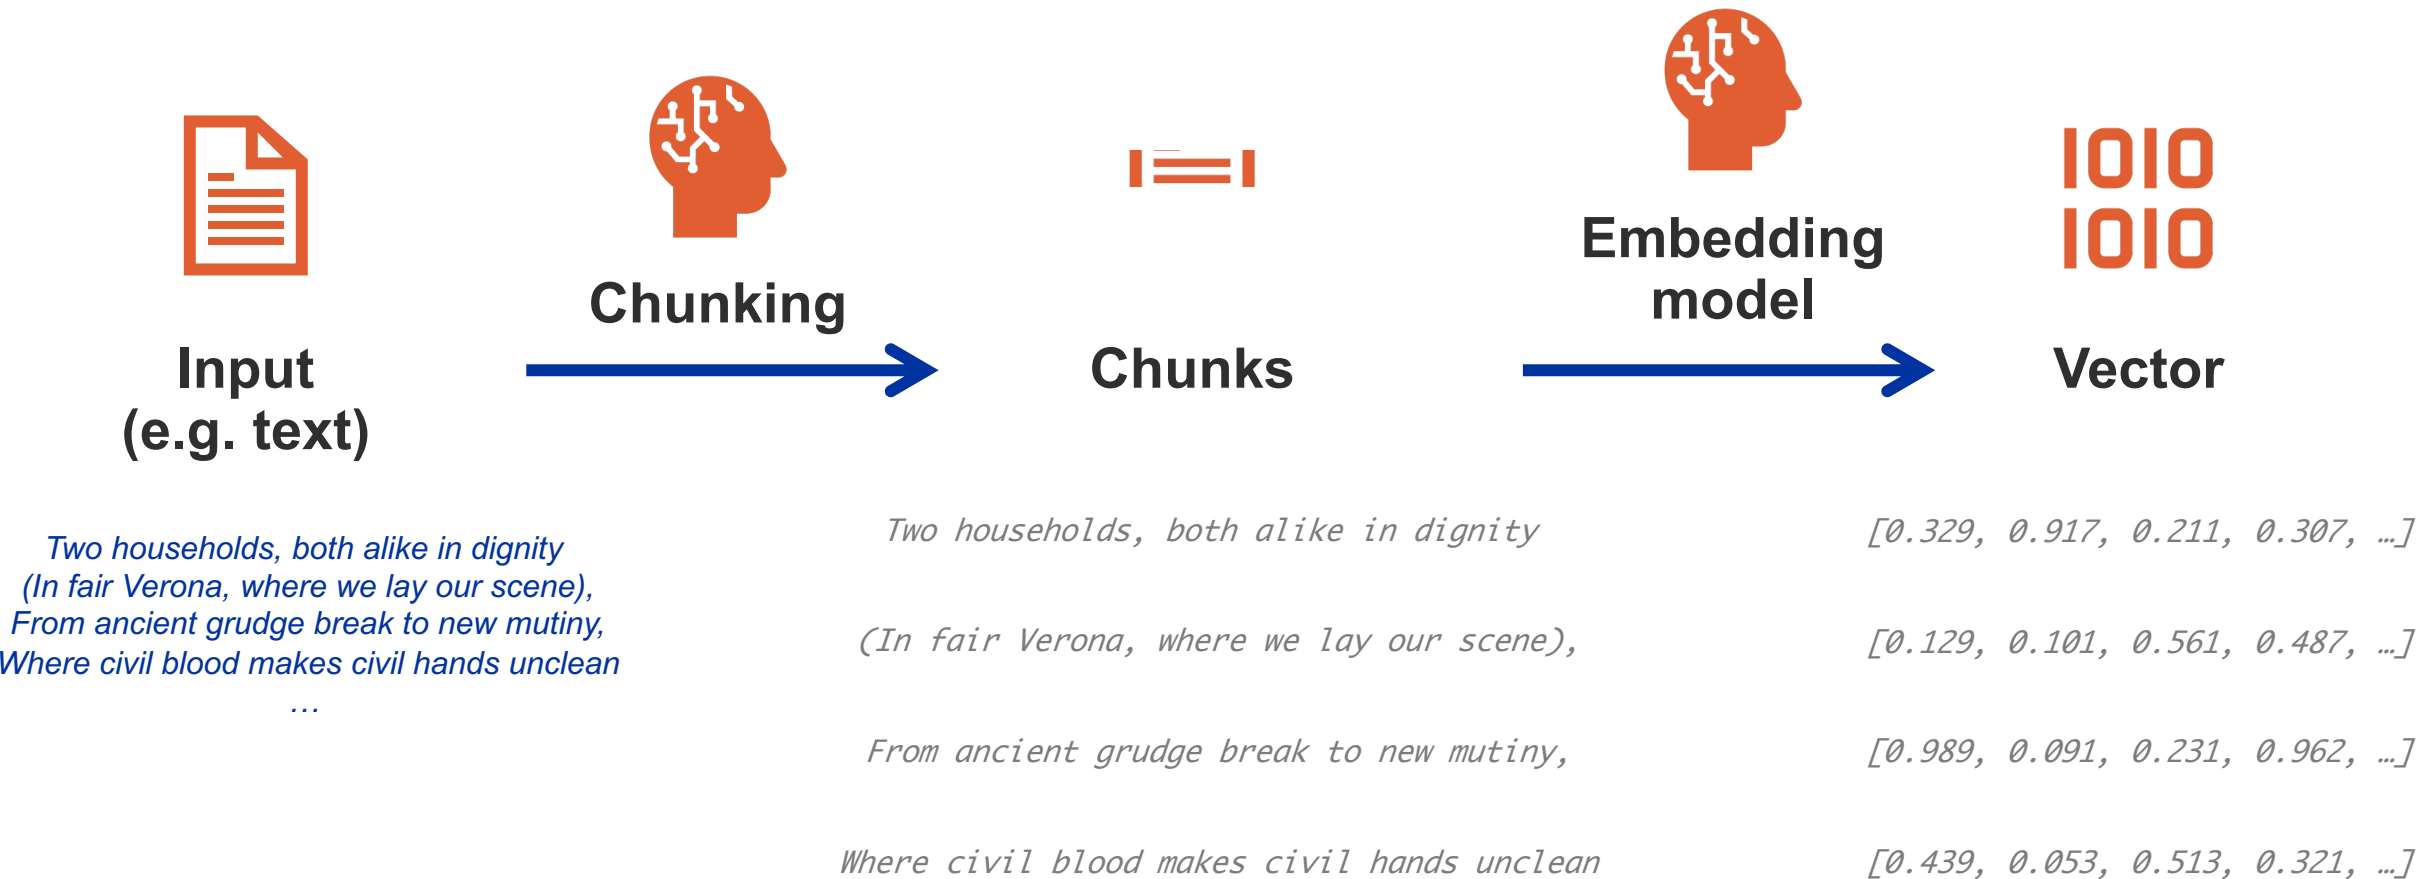 Input
(e.g. text)
Two households, both alike in dignity
(In fair Verona, where we lay our scene),
From ancient grudge break to new mutiny,
Where civil blood makes civil hands unclean
…
Chunking
Chunks
Two households, both alike in dignity
(In fair Verona, where we lay our scene),
From ancient grudge break to new mutiny,
Where civil blood makes civil hands unclean
Embedding
model
IOIO
IOIO
Vector
[0.329, 0.917, 0.211, 0.307, …]
[0.129, 0.101, 0.561, 0.487, …]
[0.989, 0.091, 0.231, 0.962, …]
[0.439, 0.053, 0.513, 0.321, …]